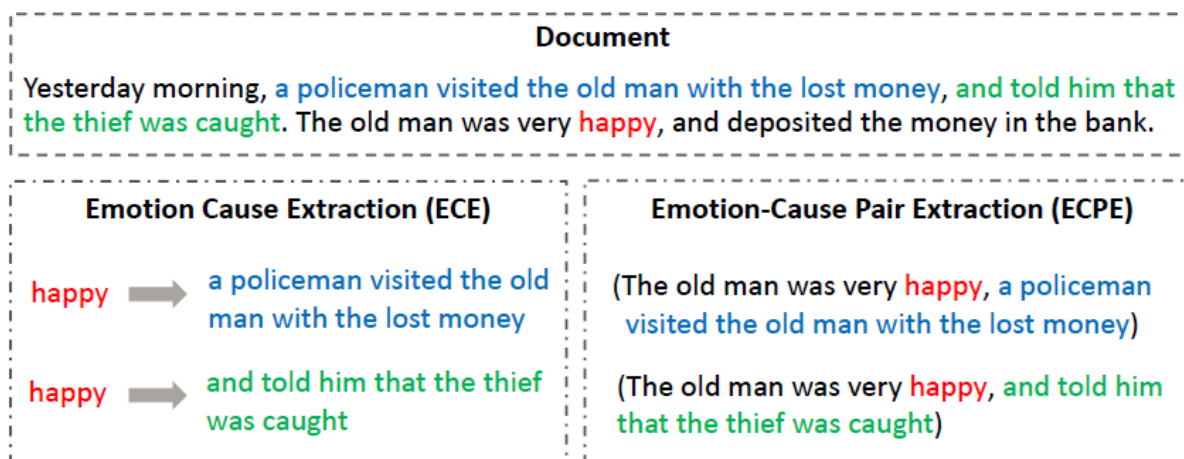 Document
Yesterday morning, a policeman visited the old man with the lost money, and told him that
the thief was caught. The old man was very happy, and deposited the money in the bank.
Emotion Cause Extraction (ECE)
happy
a policeman visited the old
man with the lost money
happy
and told him that the thief
was caught
Emotion-Cause Pair Extraction (ECPE)
(The old man was very happy, a policeman
visited the old man with the lost money)
(The old man was very happy, and told him
that the thief was caught)